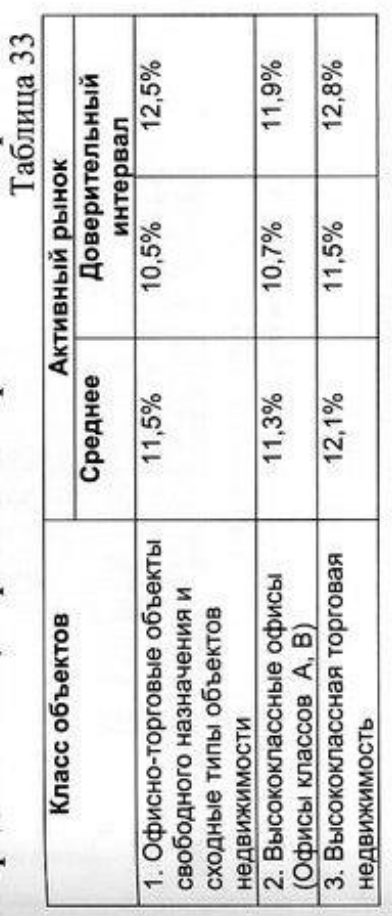 Таблица 33
Класс объектов
Активный рынок
Среднее
Доверительный
интервал
1. Офисно-торговые объекты
свободного назначения и
сходные типы объектов
недвижимости
11,5%
10,5%
12,5%
2. Высококлассные офисы
(Офисы классов А, В)
11,3%
10,7%
11,9%
3. Высококлассная торговая
недвижимость
12,1%
11,5%
12,8%